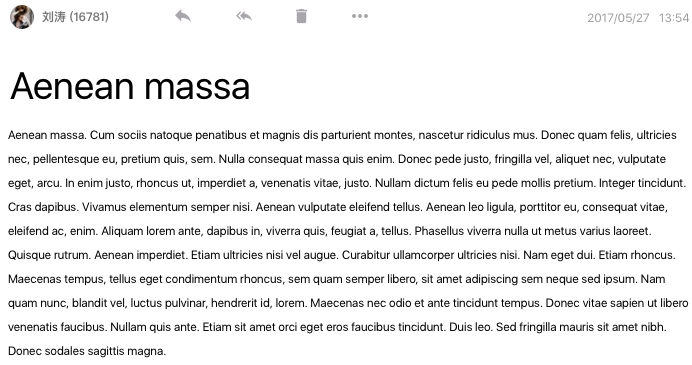 刘涛 (16781)
2017/05/27 13:54
Aenean massa
Aenean massa. Cum sociis natoque penatibus et magnis dis parturient montes, nascetur ridiculus mus. Donec quam felis, ultricies
nec, pellentesque eu, pretium quis, sem. Nulla consequat massa quis enim. Donec pede justo, fringilla vel, aliquet nec, vulputate
eget, arcu. In enim justo, rhoncus ut, imperdiet a, venenatis vitae, justo. Nullam dictum felis eu pede mollis pretium. Integer tincidunt.
Cras dapibus. Vivamus elementum semper nisi. Aenean vulputate eleifend tellus. Aenean leo ligula, porttitor eu, consequat vitae,
eleifend ac, enim. Aliquam lorem ante, dapibus in, viverra quis, feugiat a, tellus. Phasellus viverra nulla ut metus varius laoreet.
Quisque rutrum. Aenean imperdiet. Etiam ultricies nisi vel augue. Curabitur ullamcorper ultricies nisi. Nam eget dui. Etiam rhoncus.
Maecenas tempus, tellus eget condimentum rhoncus, sem quam semper libero, sit amet adipiscing sem neque sed ipsum. Nam
quam nunc, blandit vel, luctus pulvinar, hendrerit id, lorem. Maecenas nec odio et ante tincidunt tempus. Donec vitae sapien ut libero
venenatis faucibus. Nullam quis ante. Etiam sit amet orci eget eros faucibus tincidunt. Duis leo. Sed fringilla mauris sit amet nibh.
Donec sodales sagittis magna.